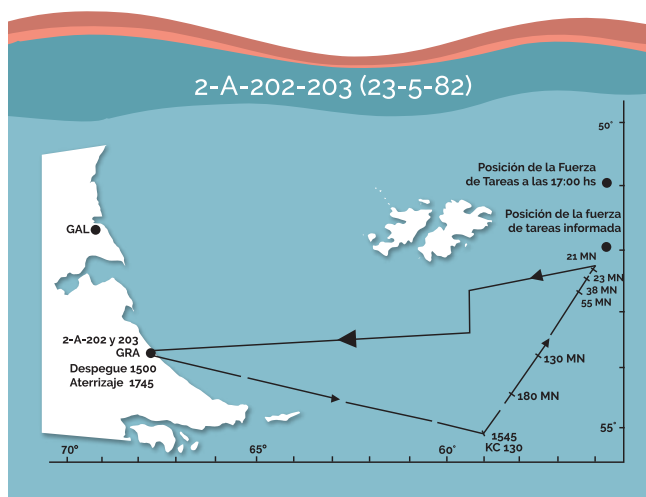 2-A-202-203 (23-5-82)
50°
Posición de la Fuerza
de Tareas a las 17:00 hs
Posición de la fuerza
de tareas informada
GAL
21 MN
23 MN
38 MN
55 MN
2-A-202 y 203
GRA
Despegue 1500
Aterrizaje 1745
130 MN
180 MN
1545
KC 130
55°
70°
65°
60°